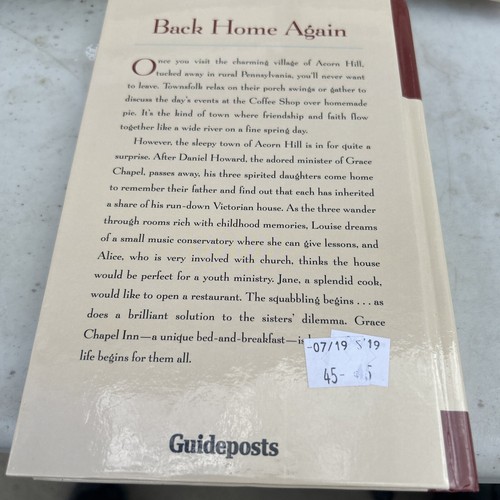 Back Home Again
Once you visit the charming village of Acorn Hill,
tucked away in rural Pennsylvania, you'll never want
to leave. Townsfolk relax on their porch swings or gather to
discuss the day's events at the Coffee Shop over homemade
pie. It's the kind of town where friendship and faith flow
together like a wide river on a fine spring day.
However, the sleepy town of Acorn Hill is in for quite a
surprise. After Daniel Howard, the adored minister of Grace
Chapel, passes away, his three spirited daughters come home
to remember their father and find out that each has inherited
a share of his run-down Victorian house. As the three wander
through rooms rich with childhood memories, Louise dreams
of a small music conservatory where she can give lessons, and
Alice, who is very involved with church, thinks the house
would be perfect for a youth ministry. Jane, a splendid cook,
would like to open a restaurant. The squabbling begins . . . as
does a brilliant solution to the sisters' dilemma. Grace
Chapel Inn—a unique bed-and-breakfast—is
life begins for them all.
-07/19 S'19
45-
Guideposts